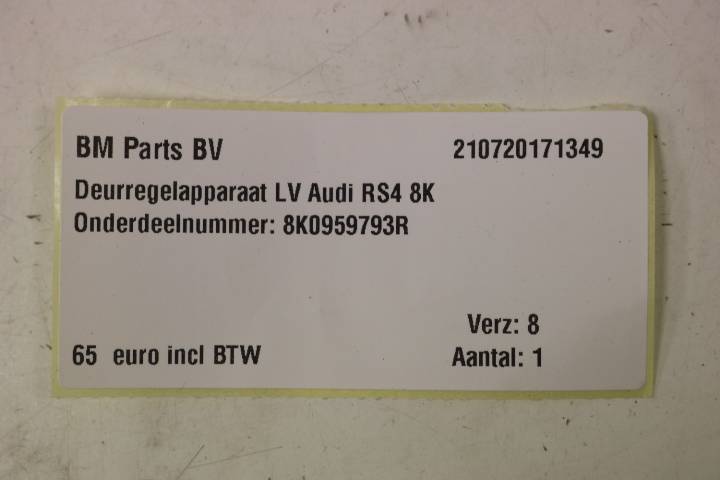 BM Parts BV 210720171349
Deurregelapparaat LV Audi RS4 8K
Onderdeelnummer: 8K0959793R
Verz: 8
65 euro incl BTW Aantal: 1